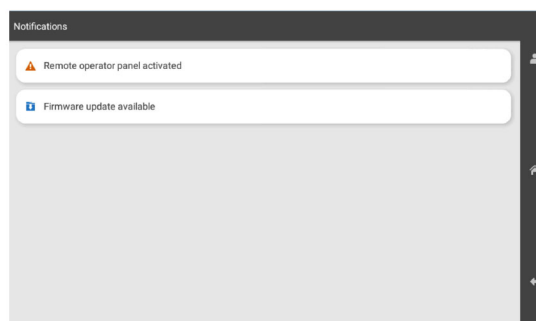 Notifications
Remote operator panel activated
Firmware update available